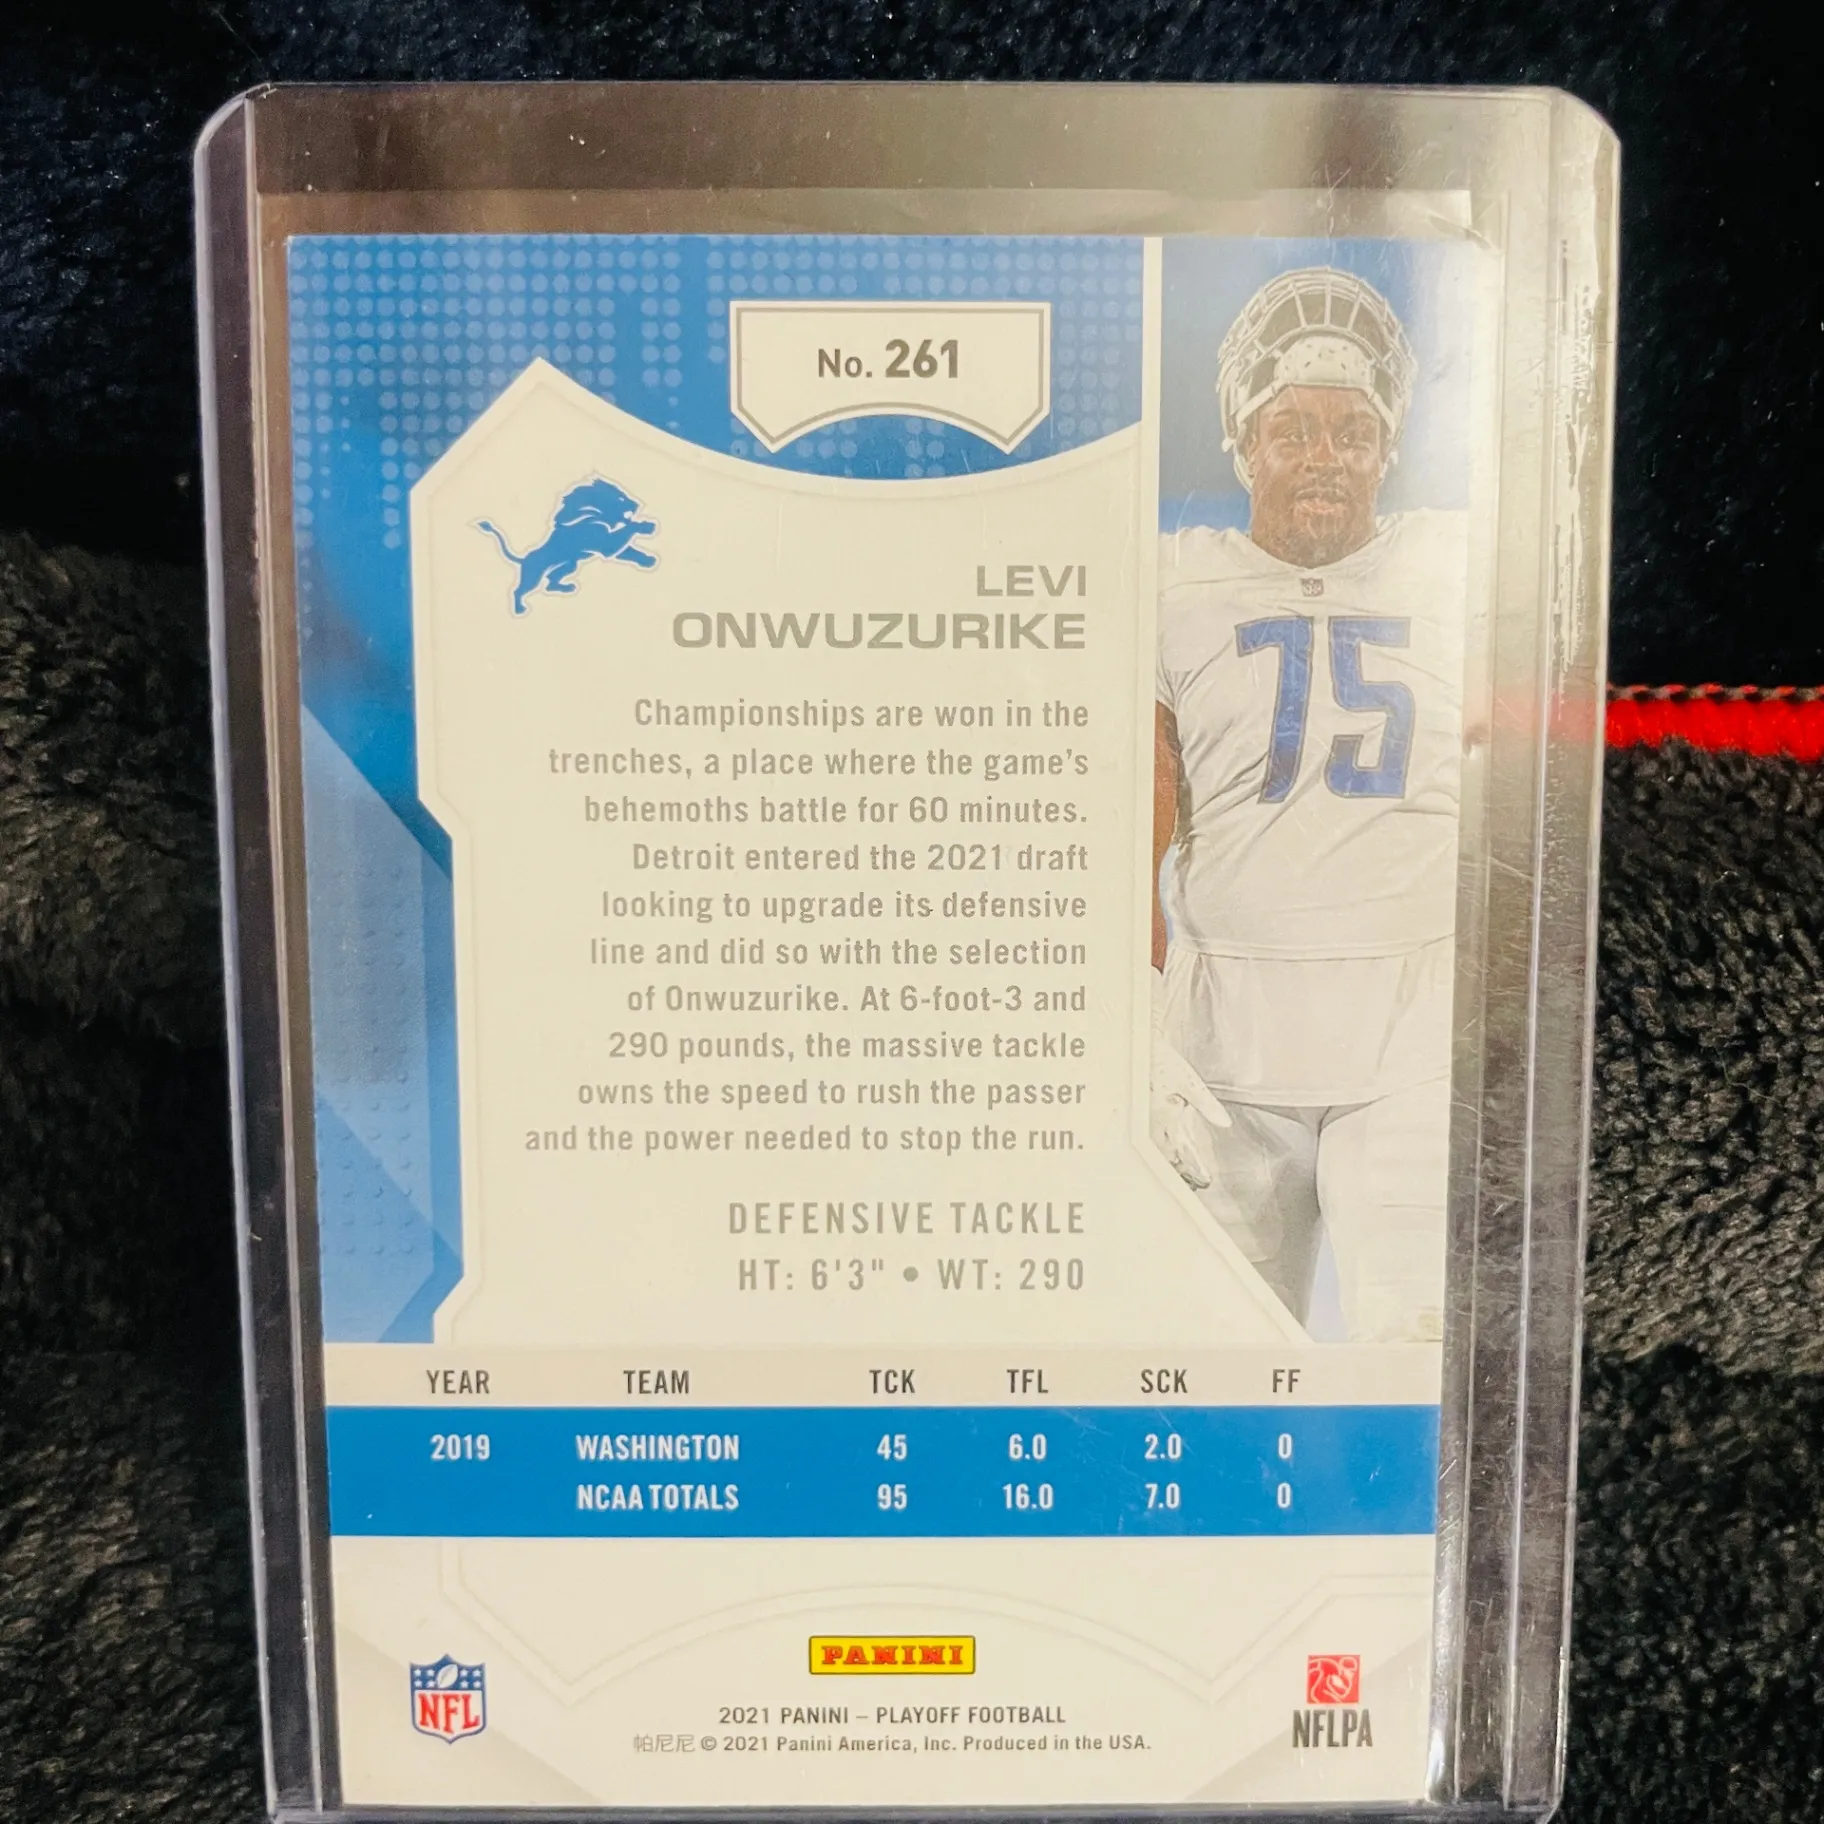 No. 261
LEVI
ONWUZURIKE
Championships are won in the
trenches, a place where the game's
behemoths battle for 60 minutes.
Detroit entered the 2021 draft
looking to upgrade its defensive
line and did so with the selection
of Onwuzurike. At 6-foot-3 and
290 pounds, the massive tackle
owns the speed to rush the passer
and the power needed to stop the run.
DEFENSIVE TACKLE
HT: 6'3" • WT: 290
75
YEAR TEAM TCK TFL SCK FF
2019 WASHINGTON 45 6.0 2.0 0
NCAA TOTALS 95 16.0 7.0 0
PANINI
NFL
2021 PANINI – PLAYOFF FOOTBALL
帕尼尼 © 2021 Panini America, Inc. Produced in the USA.
NFLPA